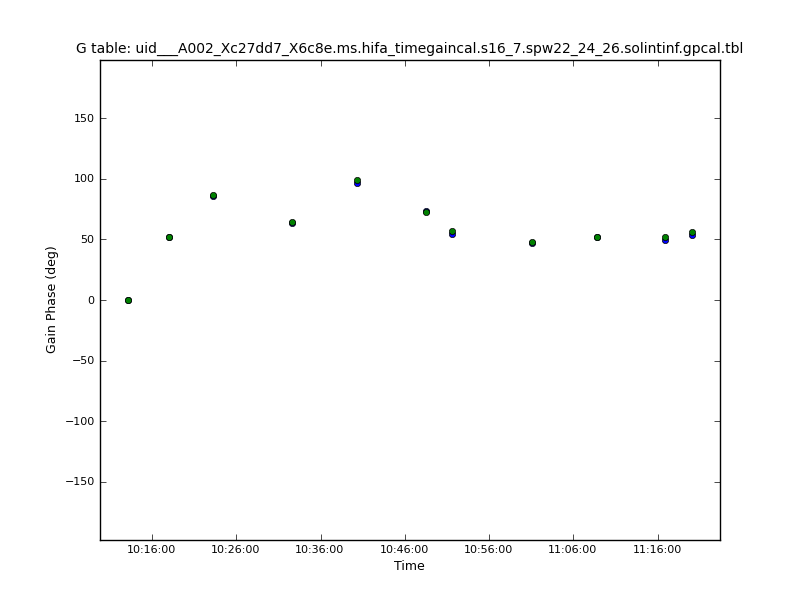 G table: uid___A002_Xc27dd7_X6c8e.ms.hifa_timegaincal.s16_7.spw22_24_26.solintinf.gpcal.tbl
150
100
50
0
−50
−100
−150
Gain Phase (deg)
10:16:00 10:26:00 10:36:00 10:46:00 10:56:00 11:06:00 11:16:00
Time